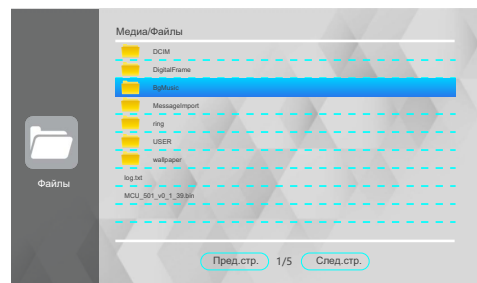 Медиа/Файлы
DCIM
DigitalFrame
BgMusic
MessageImport
ring
USER
wallpaper
log.txt
MCU_501_v0_1_39.bin
Файлы
Пред.стр. 1/5 След.стр.